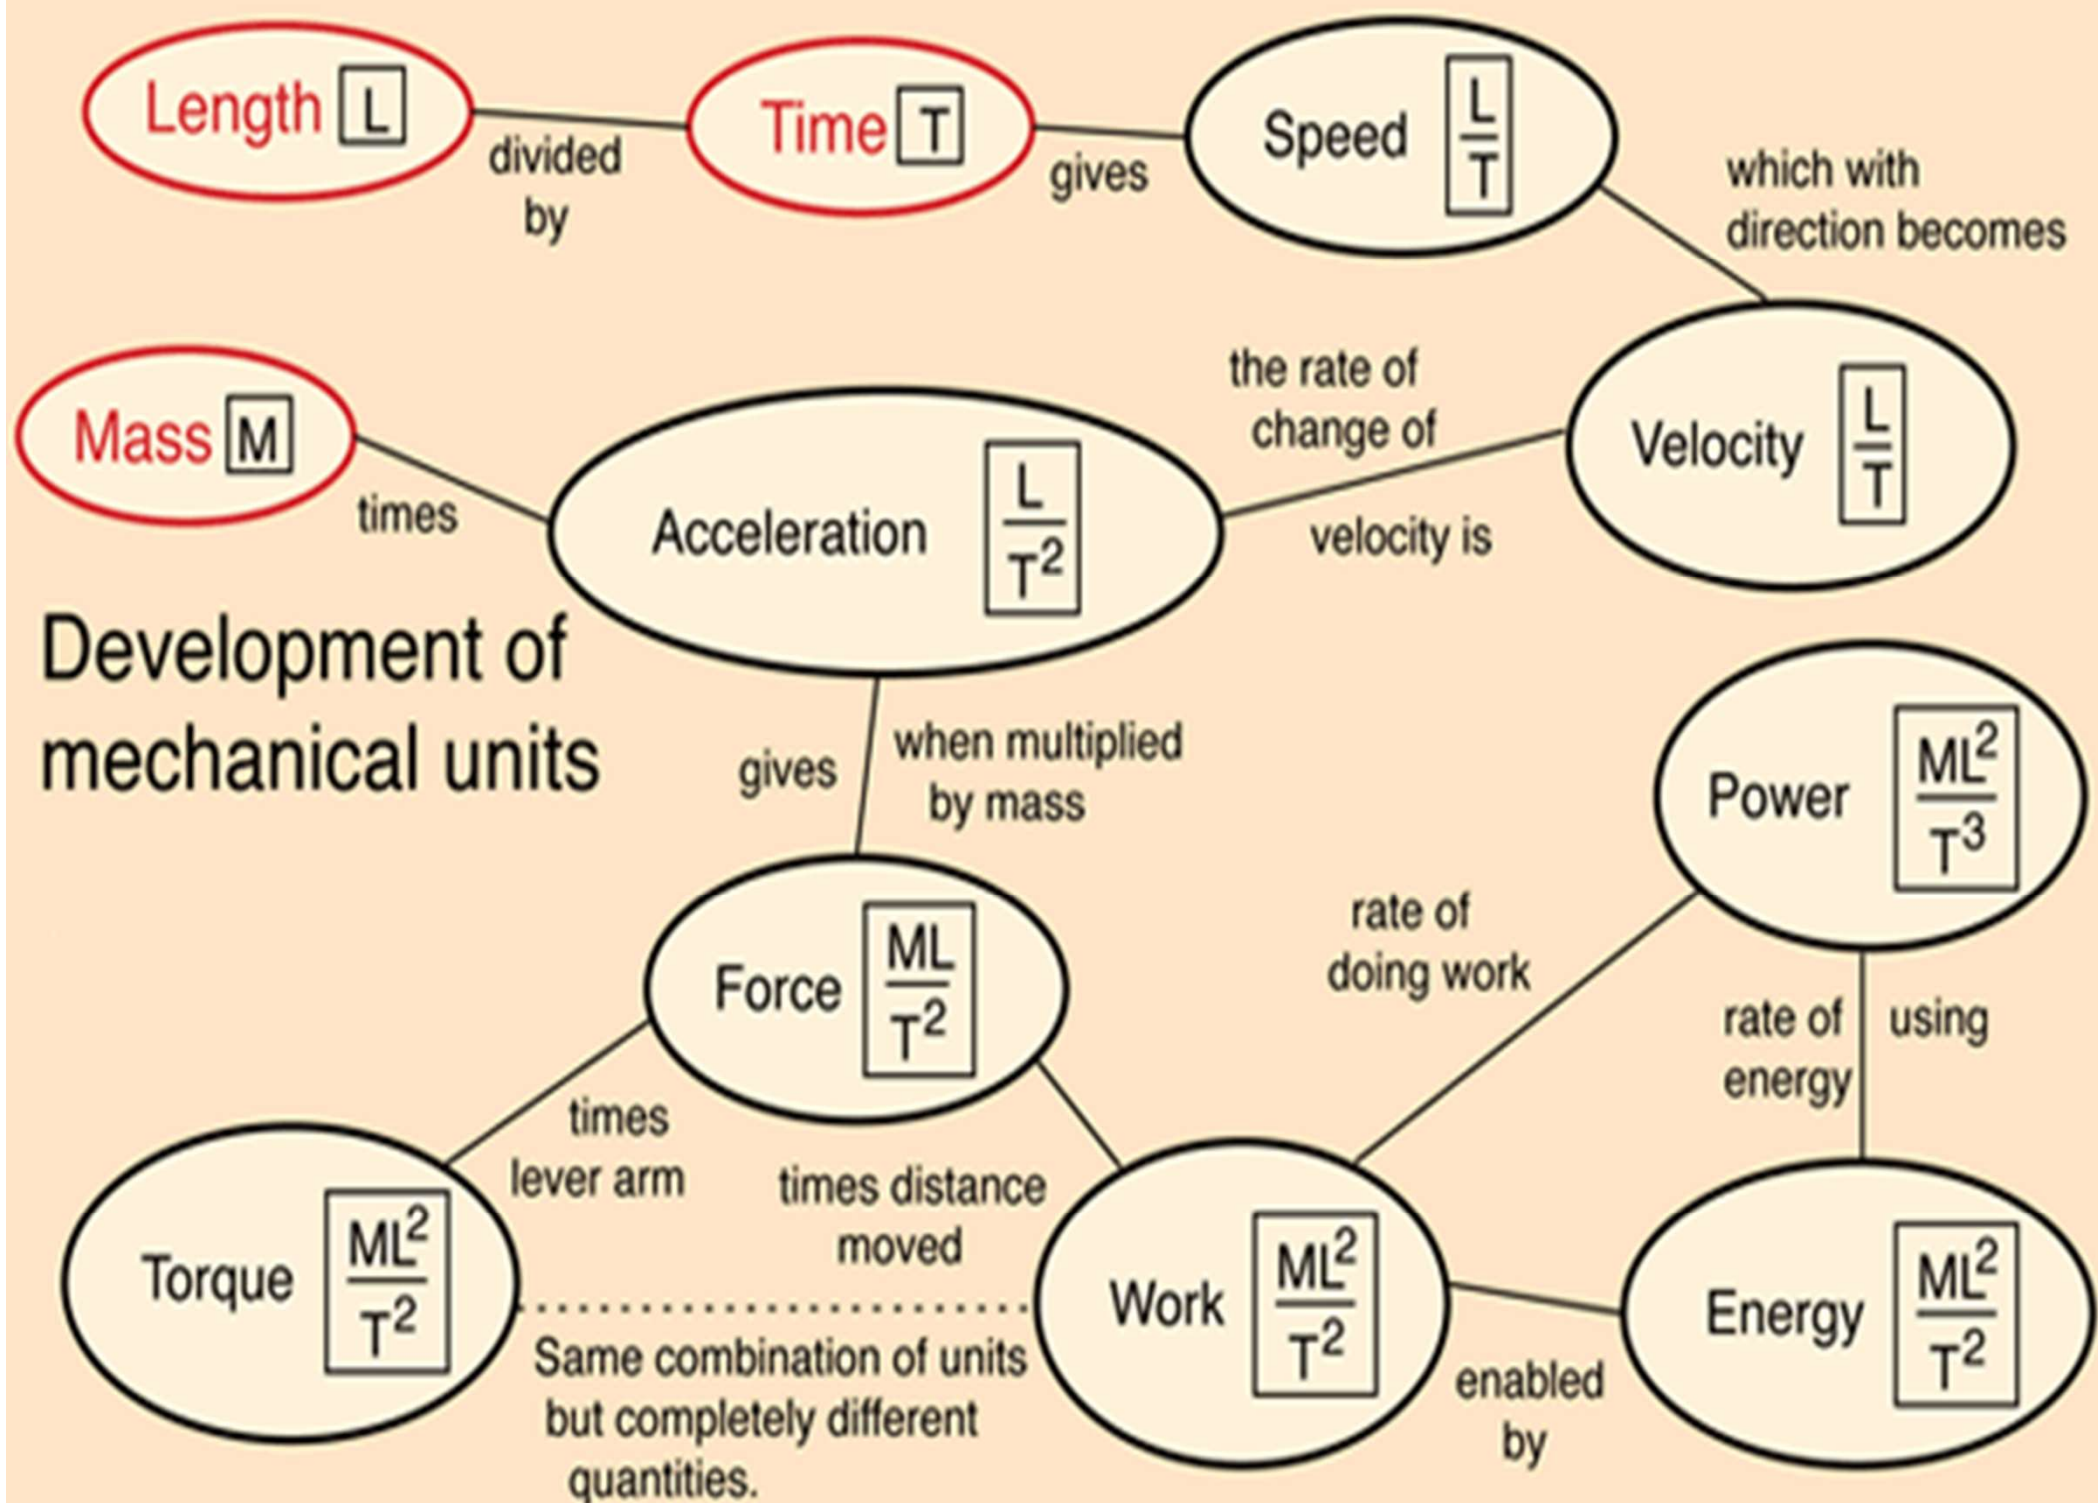 Length L
divided
by
Time T
gives
Speed L/T
which with
direction becomes
Velocity L/T
the rate of
change of
velocity is
Mass M
times
Acceleration L/T²
Development of
mechanical units
gives
when multiplied
by mass
Force ML/T²
Power ML²/T³
rate of
doing work
rate of
energy
using
times
lever arm
times distance
moved
Torque ML²/T²
Same combination of units
but completely different
quantities.
Work ML²/T²
enabled
by
Energy ML²/T²